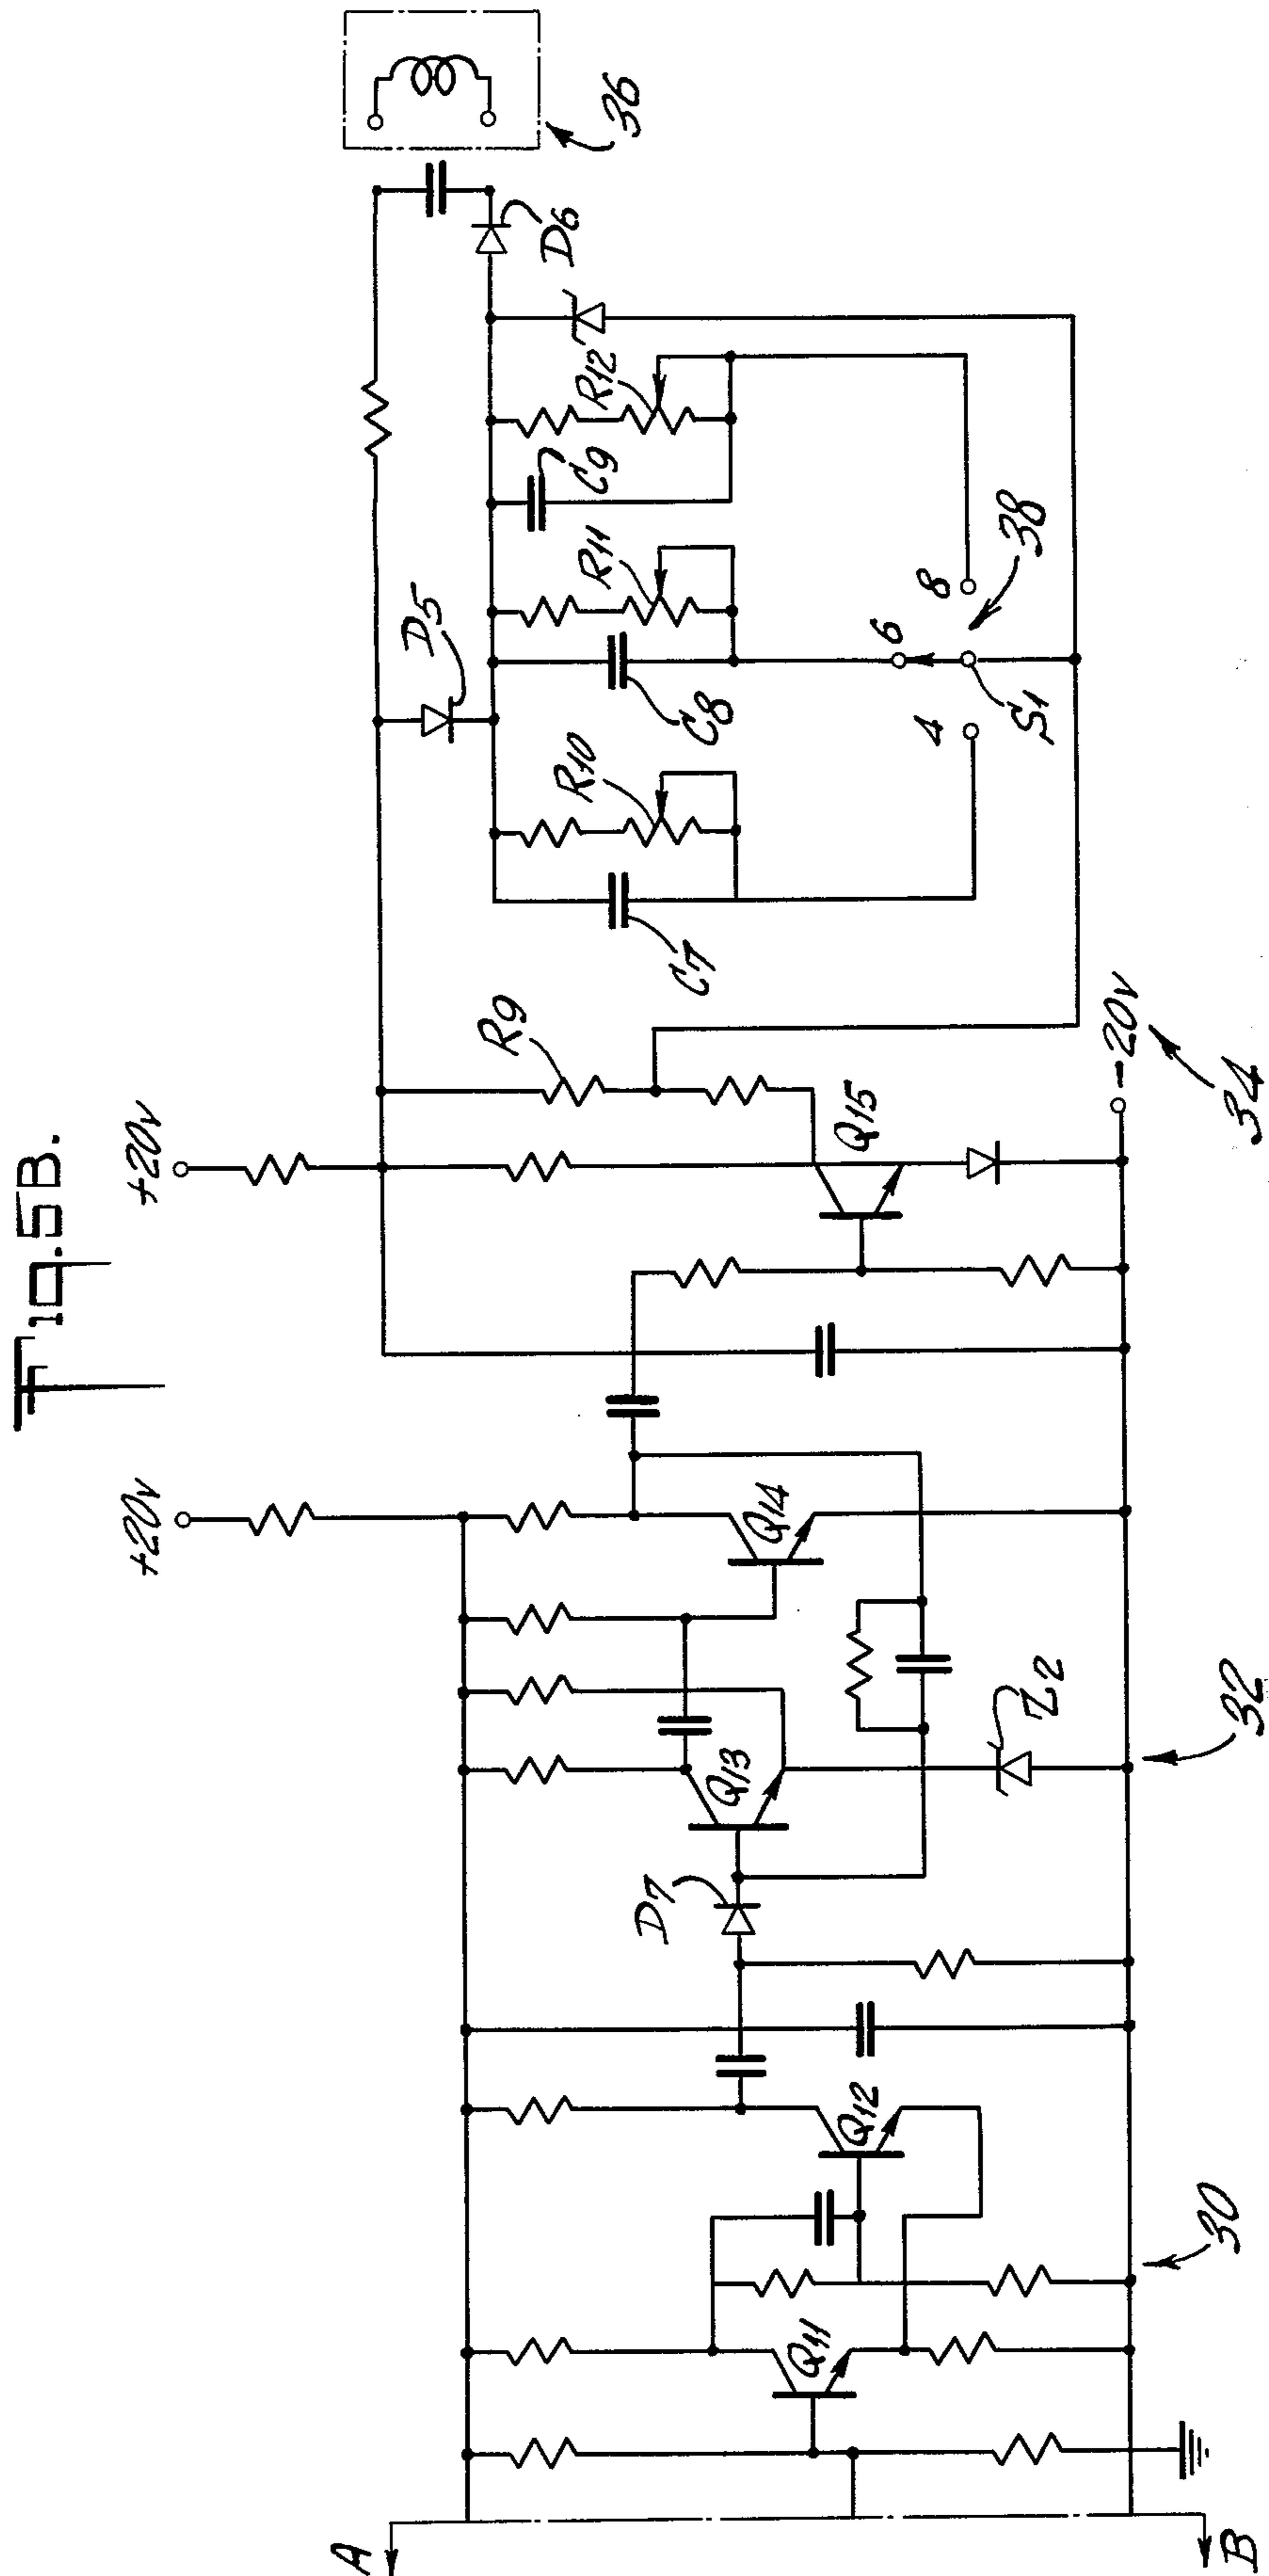 Fig. 5B.
+20v
+20v
36
D6
D5
R12
C9
R11
R10
C8
C7
4
6
8
S1
38
R9
Q15
-20v
34
Q14
Q13
Z2
32
D7
Q12
Q11
30
A
B